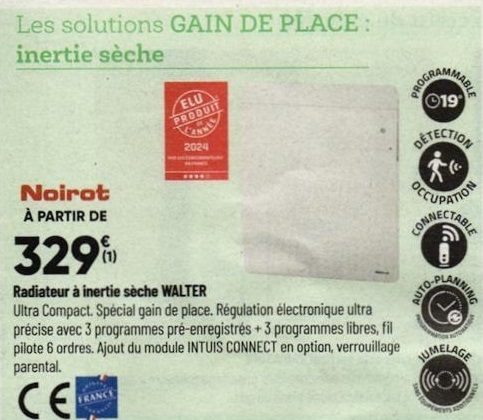 Les solutions GAIN DE PLACE :
inertie sèche
ELU
PRODUIT
DE
L'ANNÉE
2024
PROGRAMMABLE
19°
DÉTECTION
OCCUPATION
CONNECTABLE
AUTO-PLANNING
JUMELAGE
Noirot
À PARTIR DE
329€(1)
Radiateur à inertie sèche WALTER
Ultra Compact. Spécial gain de place. Régulation électronique ultra
précise avec 3 programmes pré-enregistrés + 3 programmes libres, fil
pilote 6 ordres. Ajout du module INTUIS CONNECT en option, verrouillage
parental.
CE
FRANCE